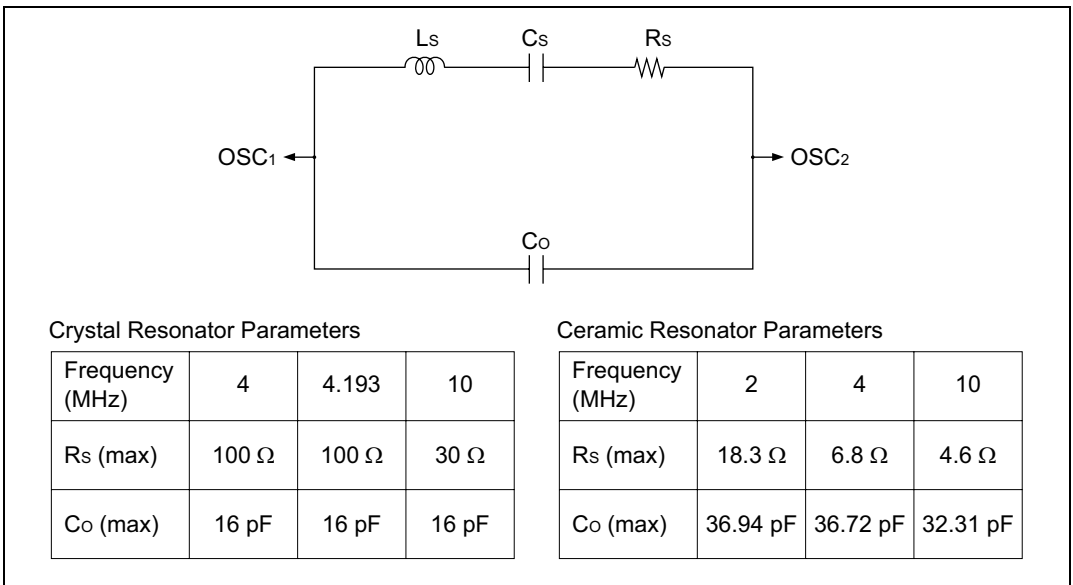 Ls Cs Rs
OSC1 OSC2
Co
Crystal Resonator Parameters
Frequency (MHz) 4 4.193 10
Rs (max) 100 Ω 100 Ω 30 Ω
Co (max) 16 pF 16 pF 16 pF
Ceramic Resonator Parameters
Frequency (MHz) 2 4 10
Rs (max) 18.3 Ω 6.8 Ω 4.6 Ω
Co (max) 36.94 pF 36.72 pF 32.31 pF